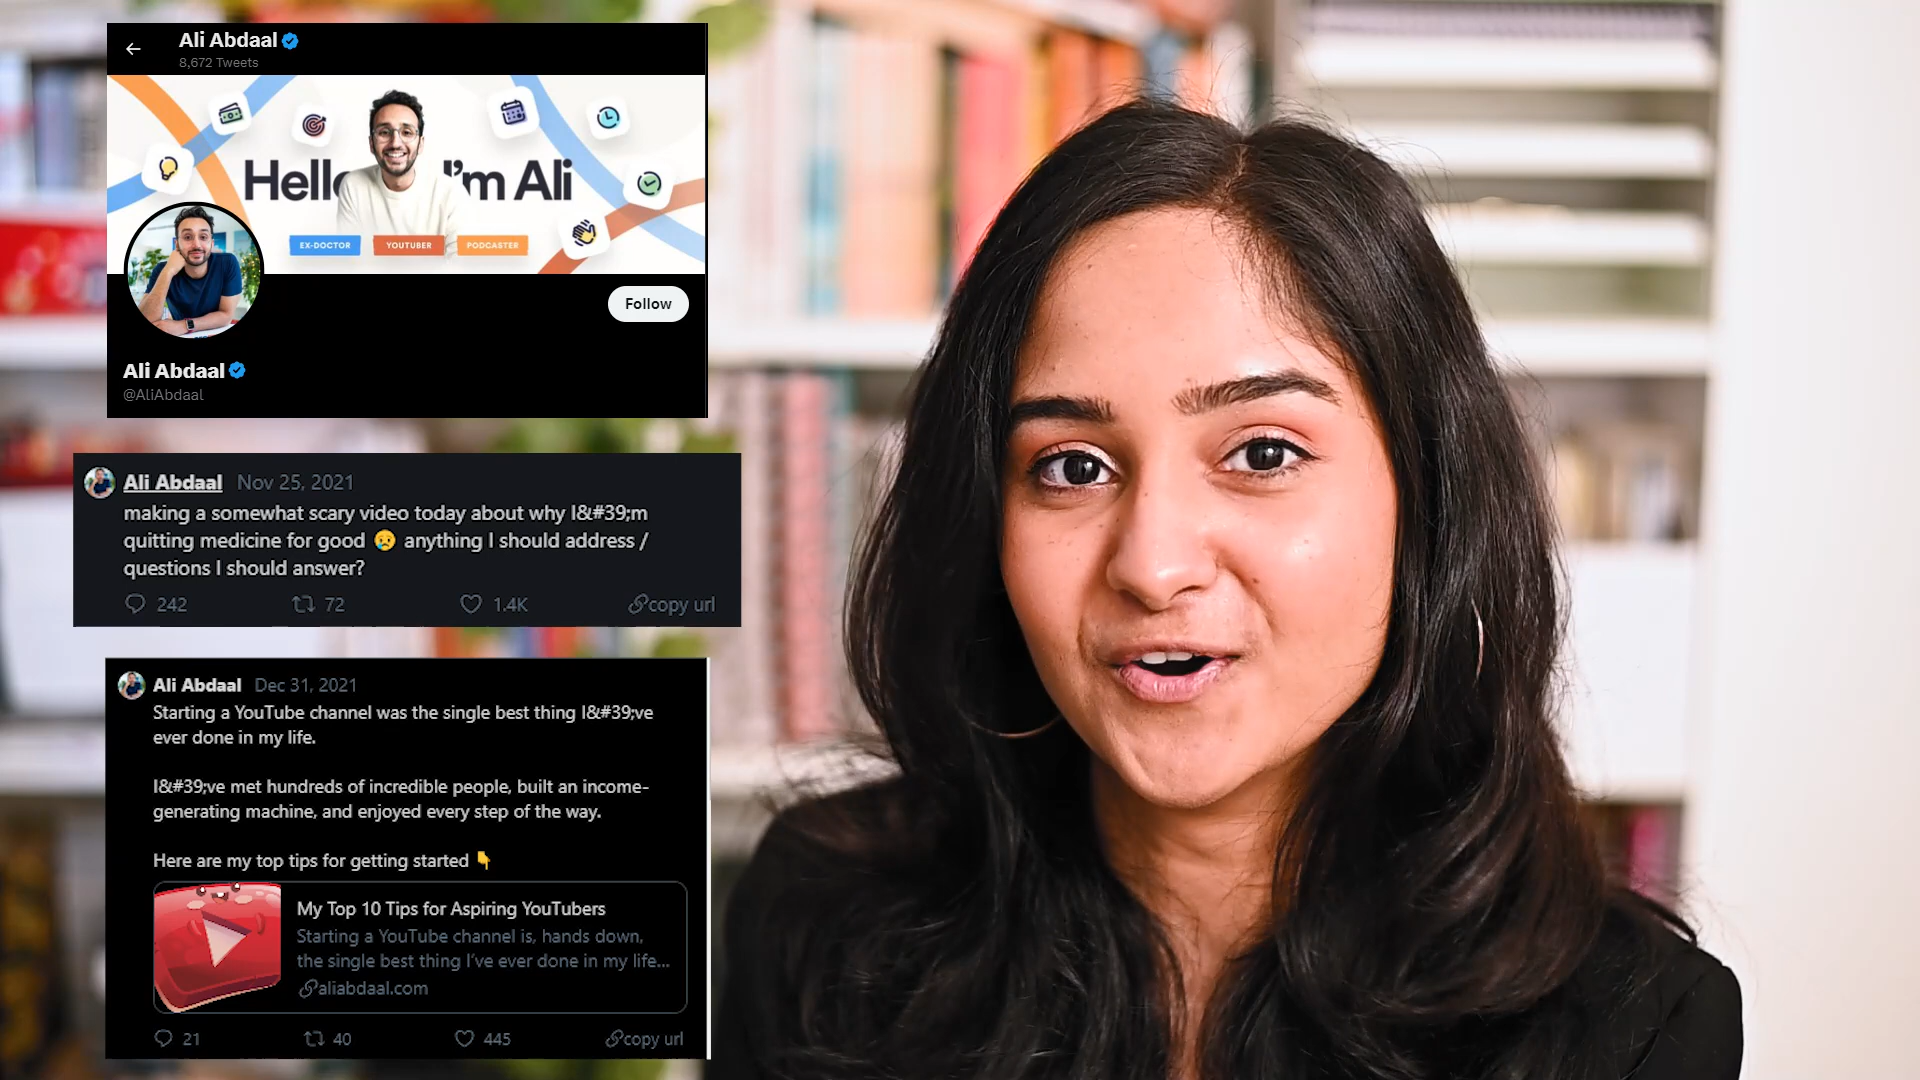 Ali Abdaal
8,672 Tweets
Hello I'm Ali
EX-DOCTOR YOUTUBER PODCASTER
Follow
Ali Abdaal
@AliAbdaal
Ali Abdaal Nov 25, 2021
making a somewhat scary video today about why I&#39;m
quitting medicine for good 😥 anything I should address /
questions I should answer?
242 72 1.4K copy url
Ali Abdaal Dec 31, 2021
Starting a YouTube channel was the single best thing I&#39;ve
ever done in my life.
I&#39;ve met hundreds of incredible people, built an income-
generating machine, and enjoyed every step of the way.
Here are my top tips for getting started 👇
My Top 10 Tips for Aspiring YouTubers
Starting a YouTube channel is, hands down,
the single best thing I've ever done in my life...
aliabdaal.com
21 40 445 copy url